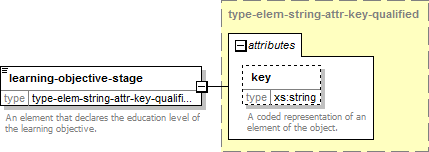 type-elem-string-attr-key-qualified
attributes
learning-objective-stage
type type-elem-string-attr-key-qualifi...
An element that declares the education level of
the learning objective.
key
type xs:string
A coded representation of an
element of the object.